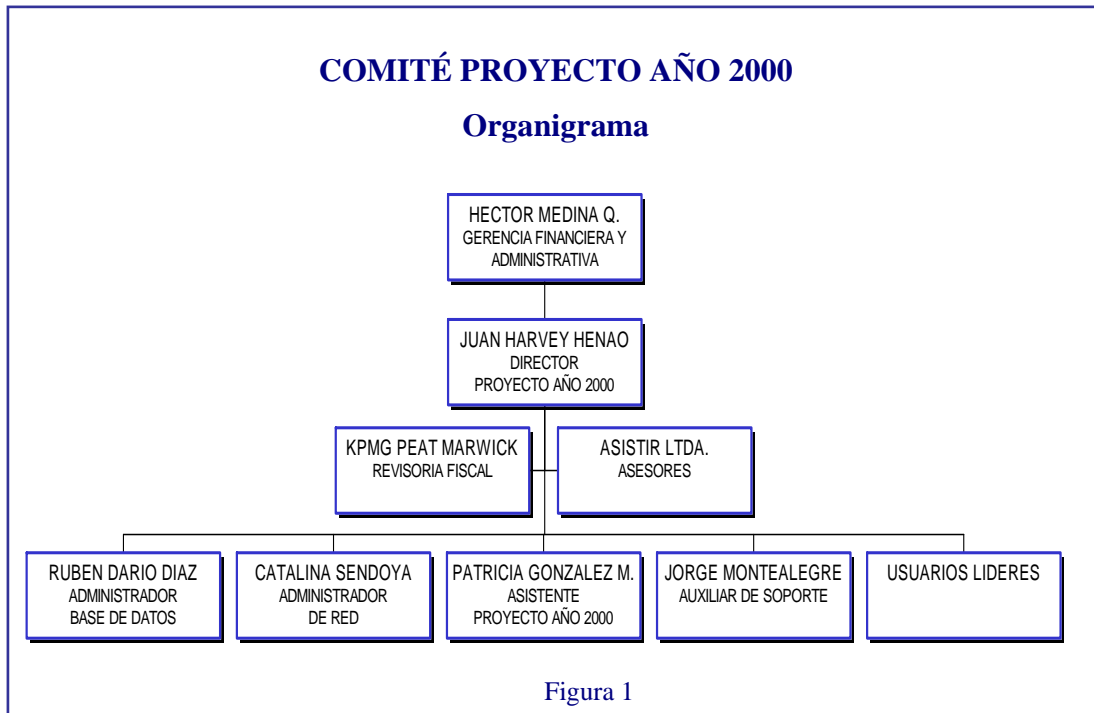 COMITÉ PROYECTO AÑO 2000
Organigrama
HECTOR MEDINA Q.
GERENCIA FINANCIERA Y
ADMINISTRATIVA
JUAN HARVEY HENAO
DIRECTOR
PROYECTO AÑO 2000
KPMG PEAT MARWICK
REVISORIA FISCAL
ASISTIR LTDA.
ASESORES
RUBEN DARIO DIAZ
ADMINISTRADOR
BASE DE DATOS
CATALINA SENDOYA
ADMINISTRADOR
DE RED
PATRICIA GONZALEZ M.
ASISTENTE
PROYECTO AÑO 2000
JORGE MONTEALEGRE
AUXILIAR DE SOPORTE
USUARIOS LIDERES
Figura 1